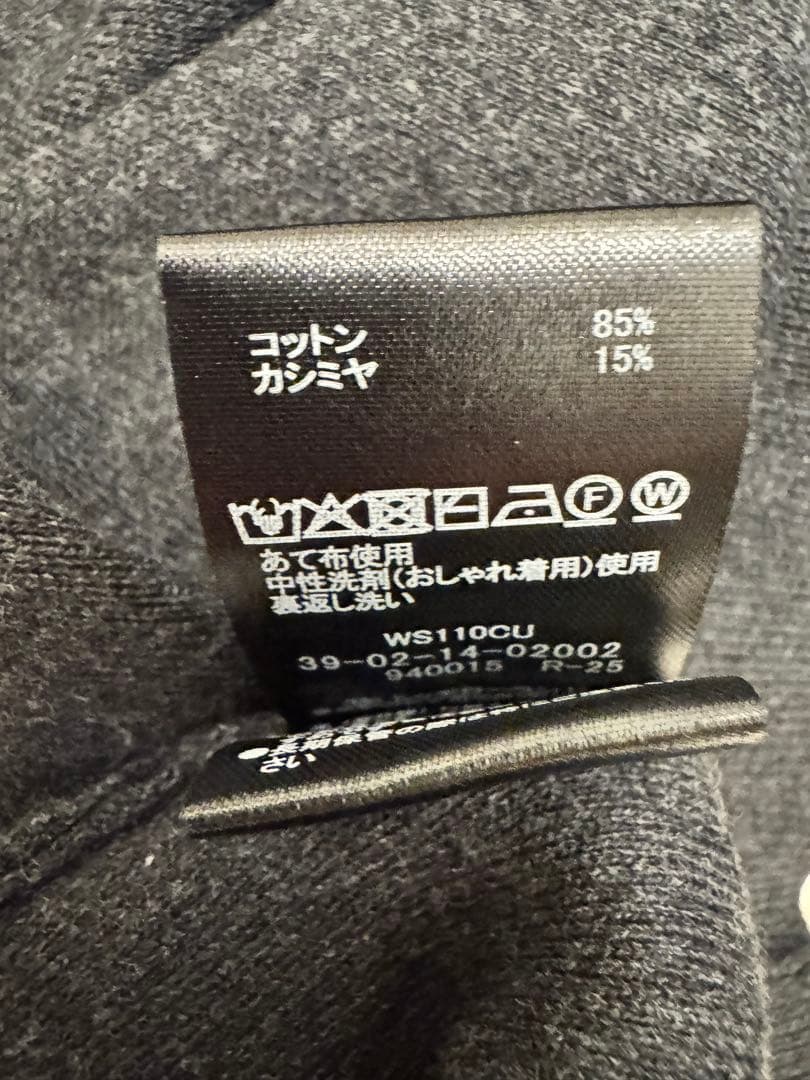 コットン 85%
カシミヤ 15%
F W
あて布使用
中性洗剤(おしゃれ着用)使用
裏返し洗い
WS110CU
39-02-14-02002
940015 R-25
さい